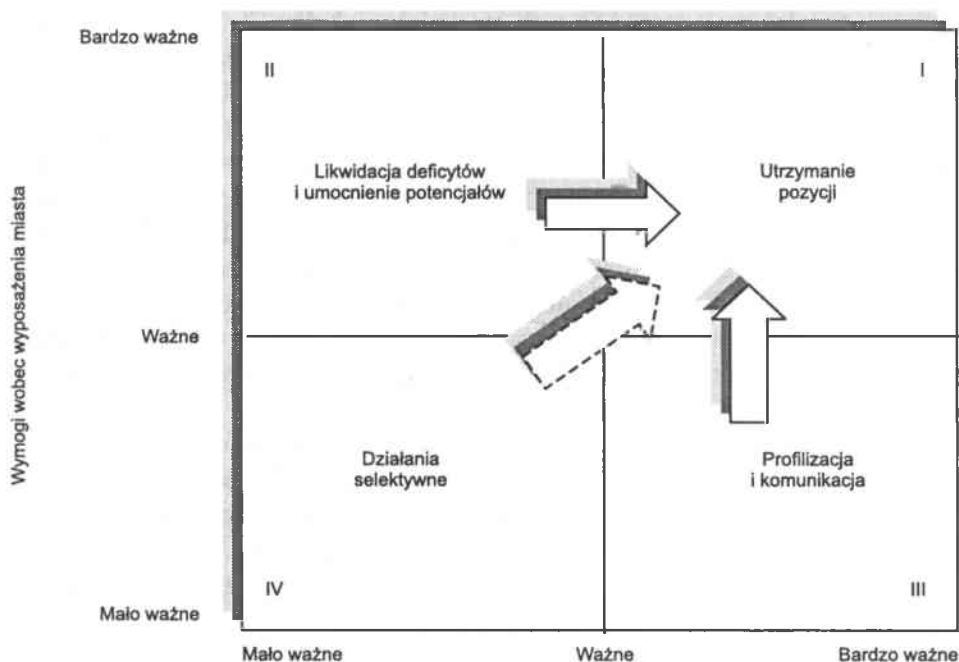 Bardzo ważne
II
I
Likwidacja deficytów
i umocnienie potencjałów
Utrzymanie
pozycji
Wymogi wobec wyposażenia miasta
Ważne
Działania
selektywne
Profilizacja
i komunikacja
IV
III
Mało ważne
Mało ważne
Ważne
Bardzo ważne